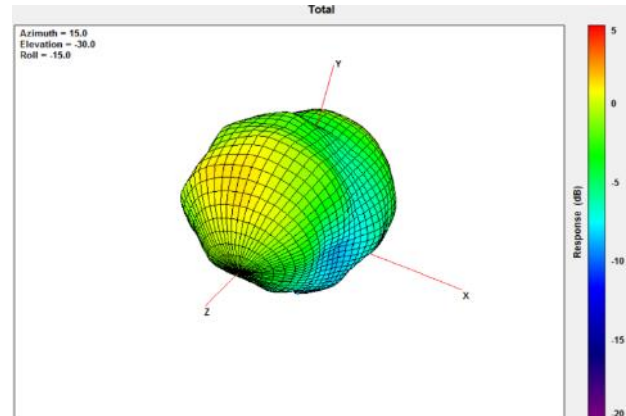 Total
Azimuth = 15.0
Elevation = -30.0
Roll = -15.0
Y
X
Z
5
0
-5
-10
-15
-20
Response (dB)